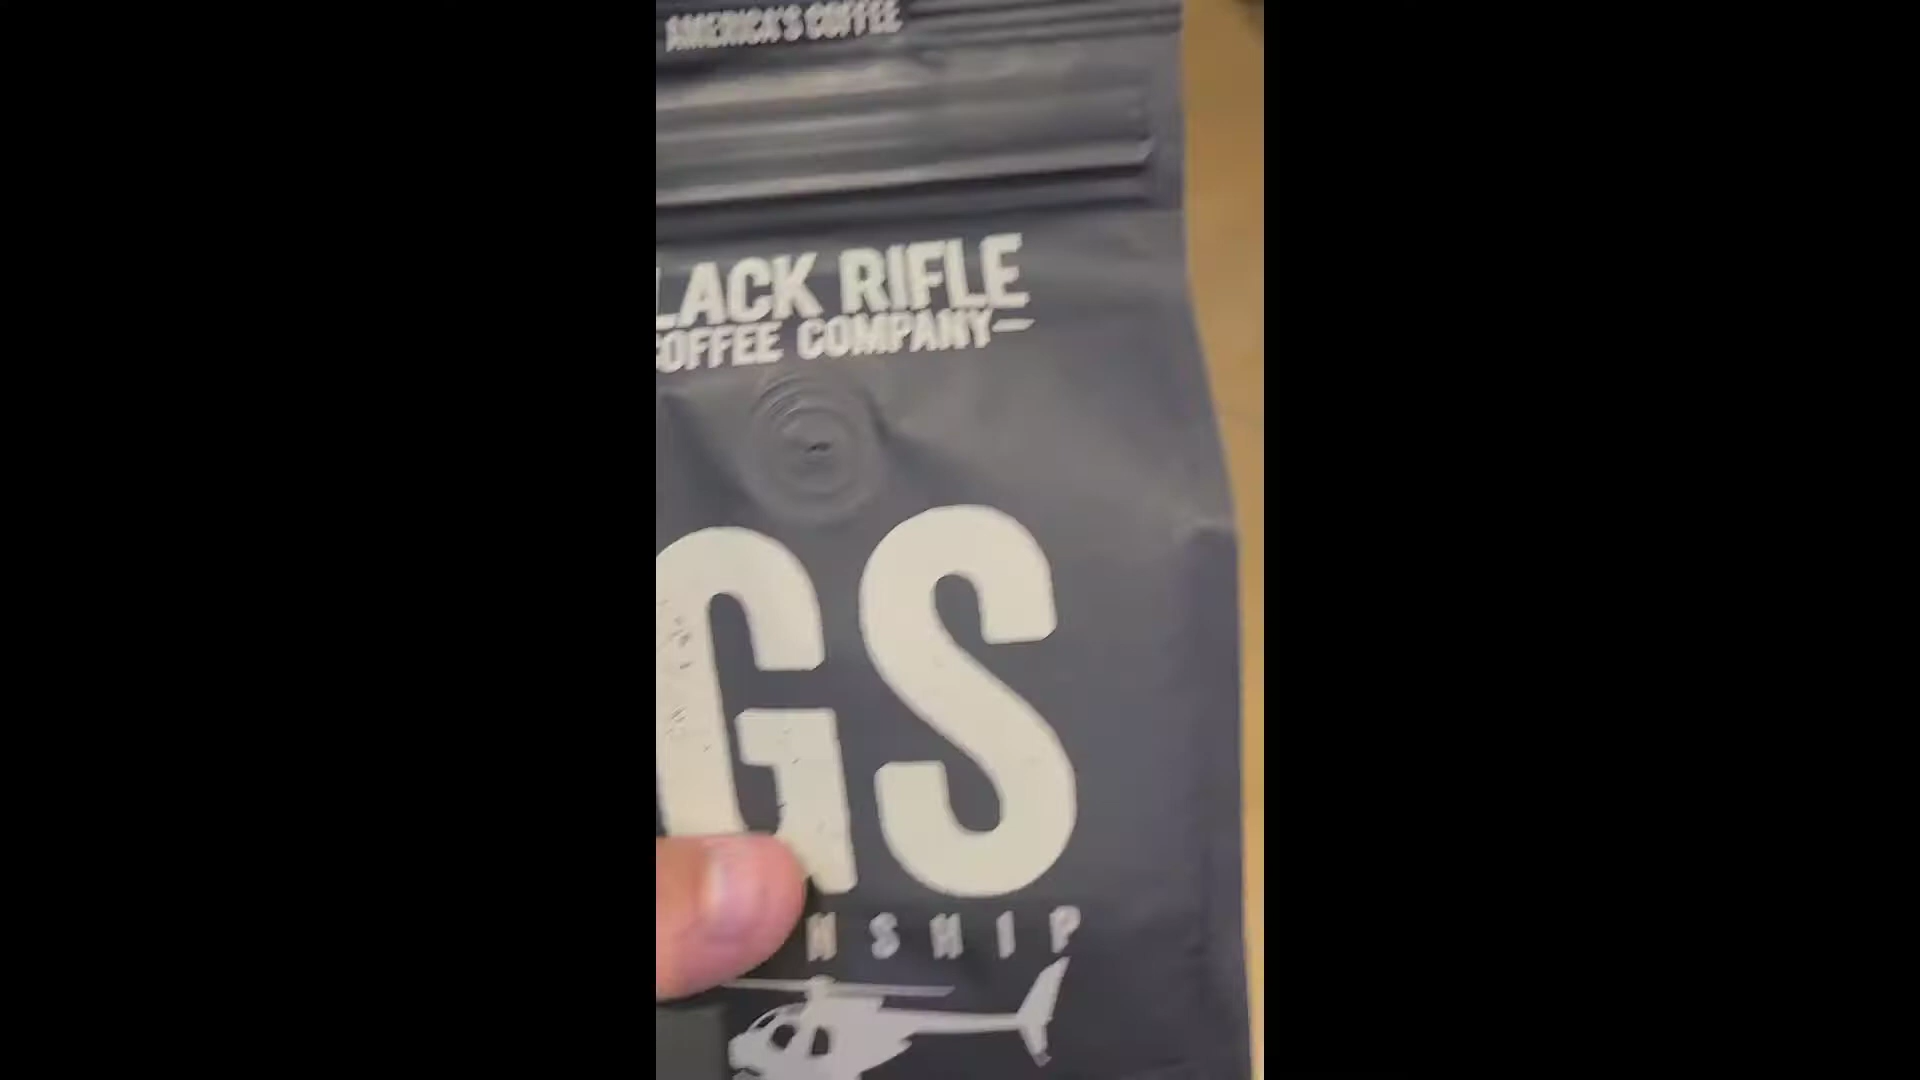 AMERICA'S COFFEE
LACK RIFLE
COFFEE COMPANY
GS
NSHIP